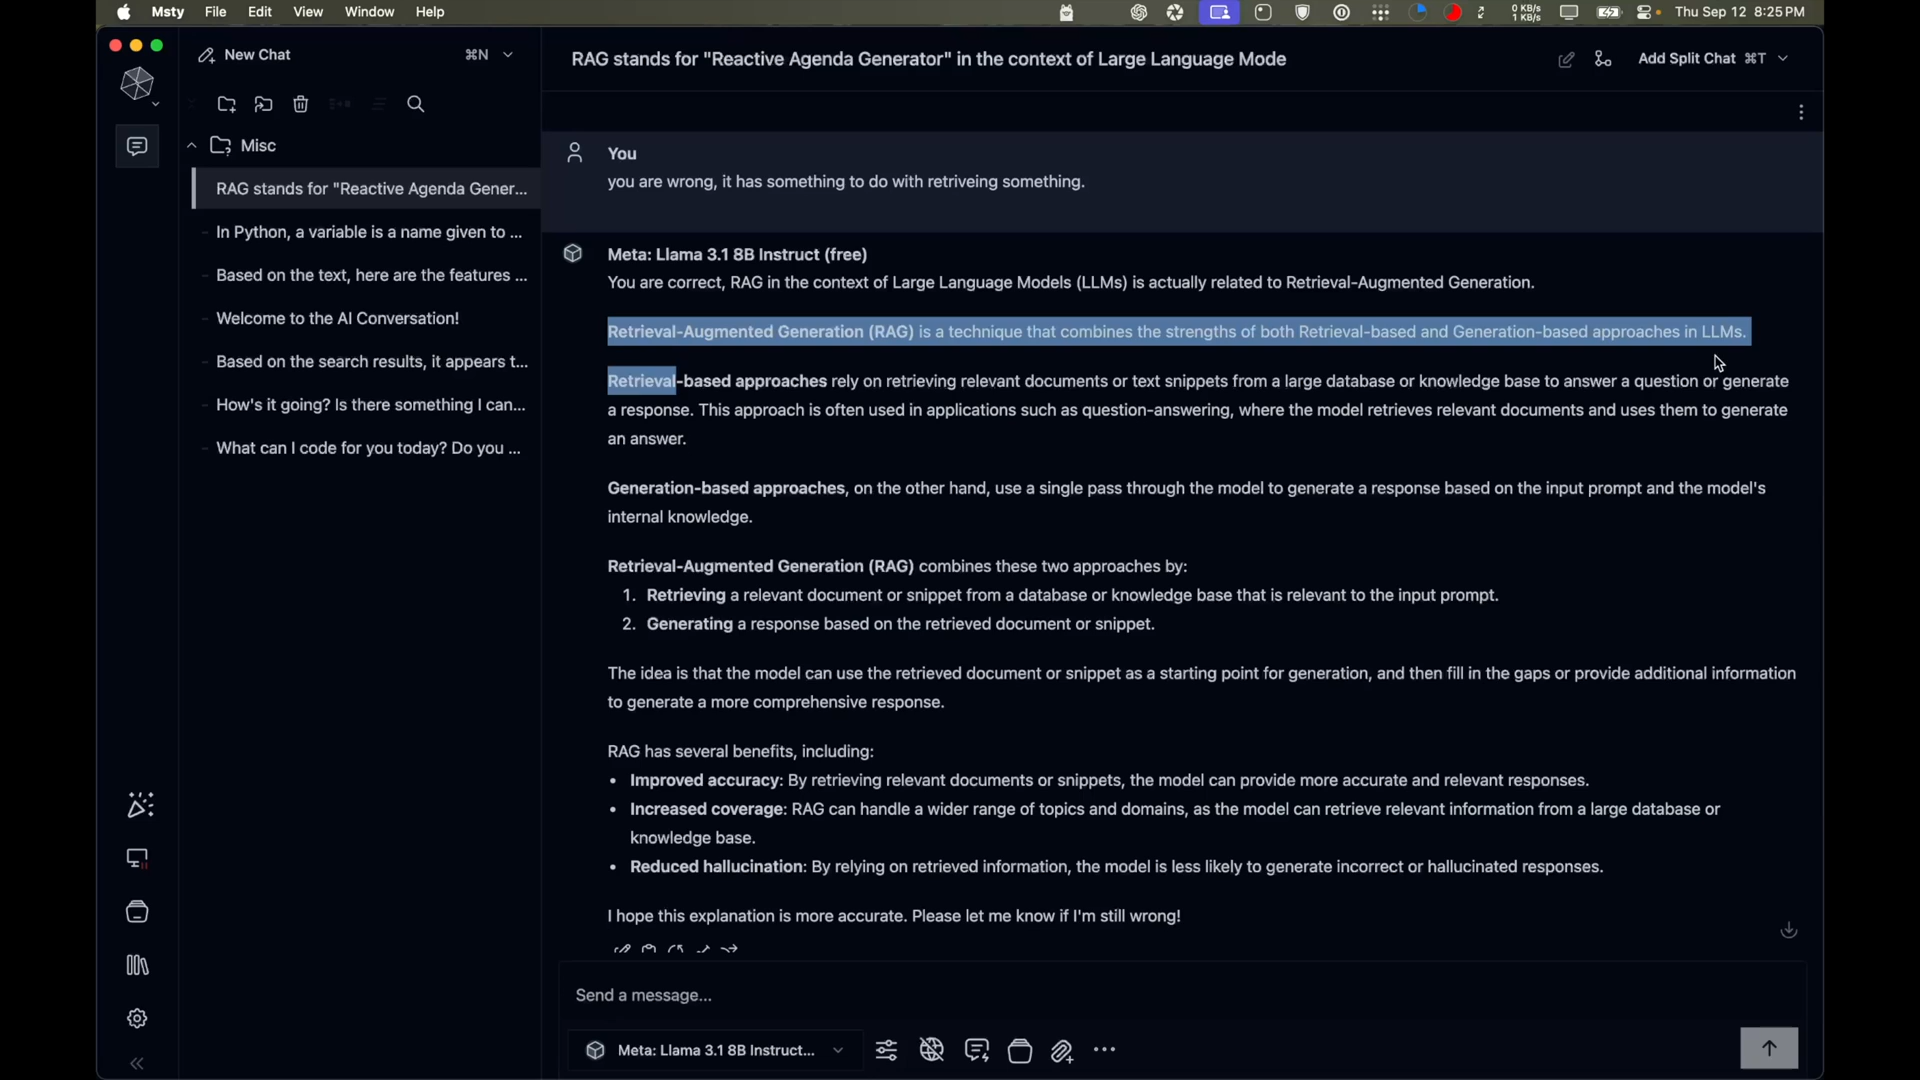 Msty File Edit View Window Help
0 KB/s
1 KB/s
Thu Sep 12 8:25 PM
New Chat ⌘N
Misc
RAG stands for "Reactive Agenda Gener...
In Python, a variable is a name given to ...
Based on the text, here are the features ...
Welcome to the AI Conversation!
Based on the search results, it appears t...
How's it going? Is there something I can...
What can I code for you today? Do you ...
RAG stands for "Reactive Agenda Generator" in the context of Large Language Mode
Add Split Chat ⌘T
You
you are wrong, it has something to do with retriveing something.
Meta: Llama 3.1 8B Instruct (free)
You are correct, RAG in the context of Large Language Models (LLMs) is actually related to Retrieval-Augmented Generation.
Retrieval-Augmented Generation (RAG) is a technique that combines the strengths of both Retrieval-based and Generation-based approaches in LLMs.
Retrieval-based approaches rely on retrieving relevant documents or text snippets from a large database or knowledge base to answer a question or generate
a response. This approach is often used in applications such as question-answering, where the model retrieves relevant documents and uses them to generate
an answer.
Generation-based approaches, on the other hand, use a single pass through the model to generate a response based on the input prompt and the model's
internal knowledge.
Retrieval-Augmented Generation (RAG) combines these two approaches by:
1. Retrieving a relevant document or snippet from a database or knowledge base that is relevant to the input prompt.
2. Generating a response based on the retrieved document or snippet.
The idea is that the model can use the retrieved document or snippet as a starting point for generation, and then fill in the gaps or provide additional information
to generate a more comprehensive response.
RAG has several benefits, including:
• Improved accuracy: By retrieving relevant documents or snippets, the model can provide more accurate and relevant responses.
• Increased coverage: RAG can handle a wider range of topics and domains, as the model can retrieve relevant information from a large database or
knowledge base.
• Reduced hallucination: By relying on retrieved information, the model is less likely to generate incorrect or hallucinated responses.
I hope this explanation is more accurate. Please let me know if I'm still wrong!
Send a message...
Meta: Llama 3.1 8B Instruct...